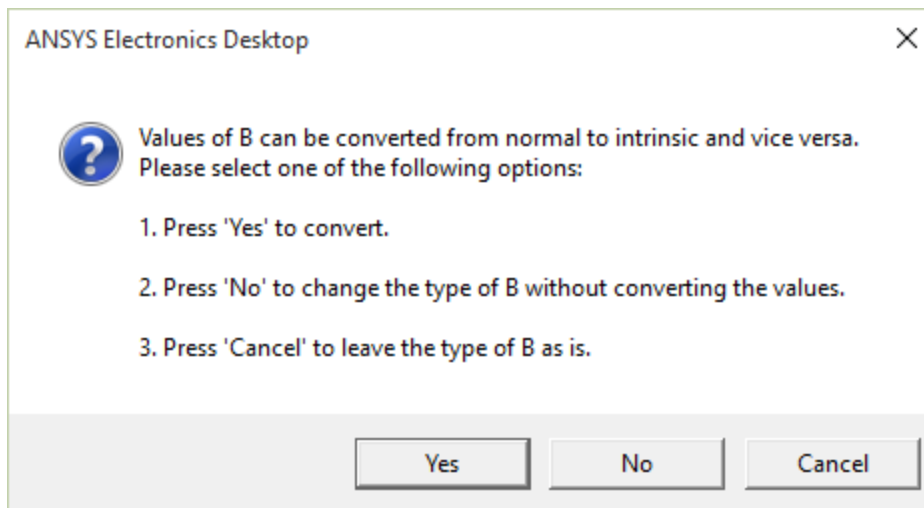 ANSYS Electronics Desktop
Values of B can be converted from normal to intrinsic and vice versa.
Please select one of the following options:
1. Press 'Yes' to convert.
2. Press 'No' to change the type of B without converting the values.
3. Press 'Cancel' to leave the type of B as is.
Yes No Cancel